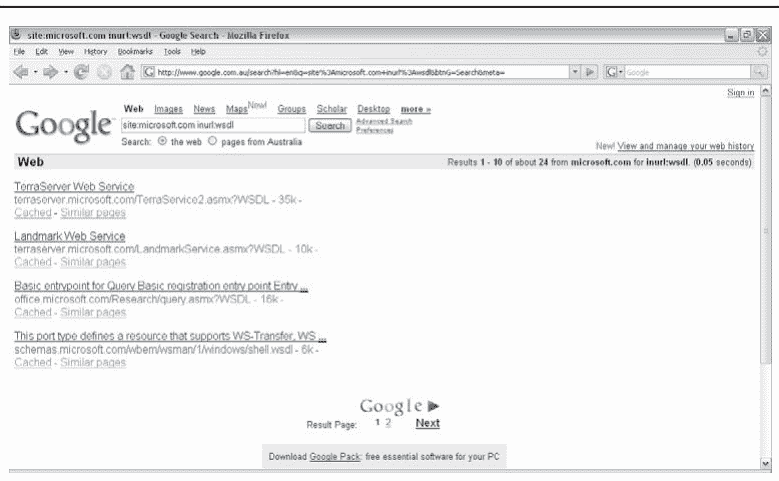 site:microsoft.com inurl:wsdl - Google Search - Mozilla Firefox
File Edit View History Bookmarks Tools Help
http://www.google.com.au/search?hl=en&q=site%3Amicrosoft.com+inurl%3Awsdl&btnG=Search&meta=
Google
Sign in
Google
Web Images News Maps New! Groups Scholar Desktop more »
site:microsoft.com inurl:wsdl Search Advanced Search
Preferences
Search: the web pages from Australia
New! View and manage your web history
Web Results 1 - 10 of about 24 from microsoft.com for inurl:wsdl. (0.05 seconds)
TerraServer Web Service
terraserver.microsoft.com/TerraService2.asmx?WSDL - 35k -
Cached - Similar pages
Landmark Web Service
terraserver.microsoft.com/LandmarkService.asmx?WSDL - 10k -
Cached - Similar pages
Basic entrypoint for Query Basic registration entry point Entry ...
office.microsoft.com/Research/query.asmx?WSDL - 16k -
Cached - Similar pages
This port type defines a resource that supports WS-Transfer, WS ...
schemas.microsoft.com/wbem/wsman/1/windows/shell.wsdl - 6k -
Cached - Similar pages
Google
Result Page: 1 2 Next
Download Google Pack: free essential software for your PC